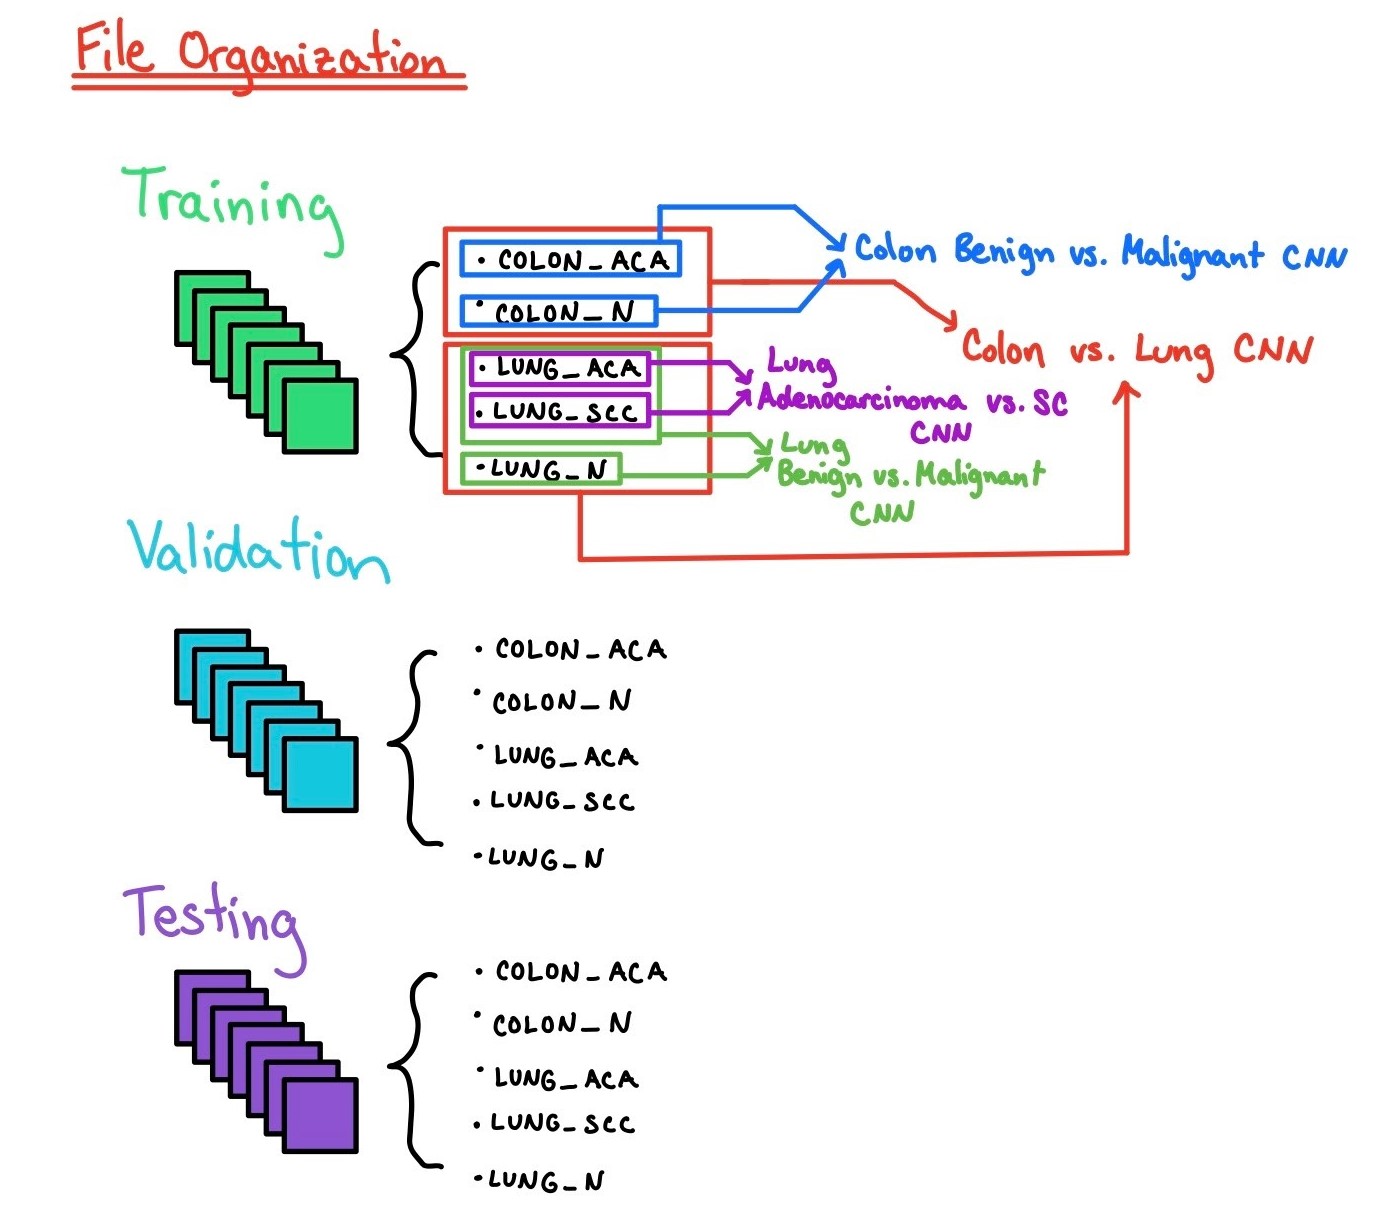 File Organization
Training
• COLON_ACA
• COLON_N
• LUNG_ACA
• LUNG_SCC
• LUNG_N
Colon Benign vs. Malignant CNN
Colon vs. Lung CNN
Lung
Adenocarcinoma vs. SC
CNN
Lung
Benign vs. Malignant
CNN
Validation
• COLON_ACA
• COLON_N
• LUNG_ACA
• LUNG_SCC
• LUNG_N
Testing
• COLON_ACA
• COLON_N
• LUNG_ACA
• LUNG_SCC
• LUNG_N